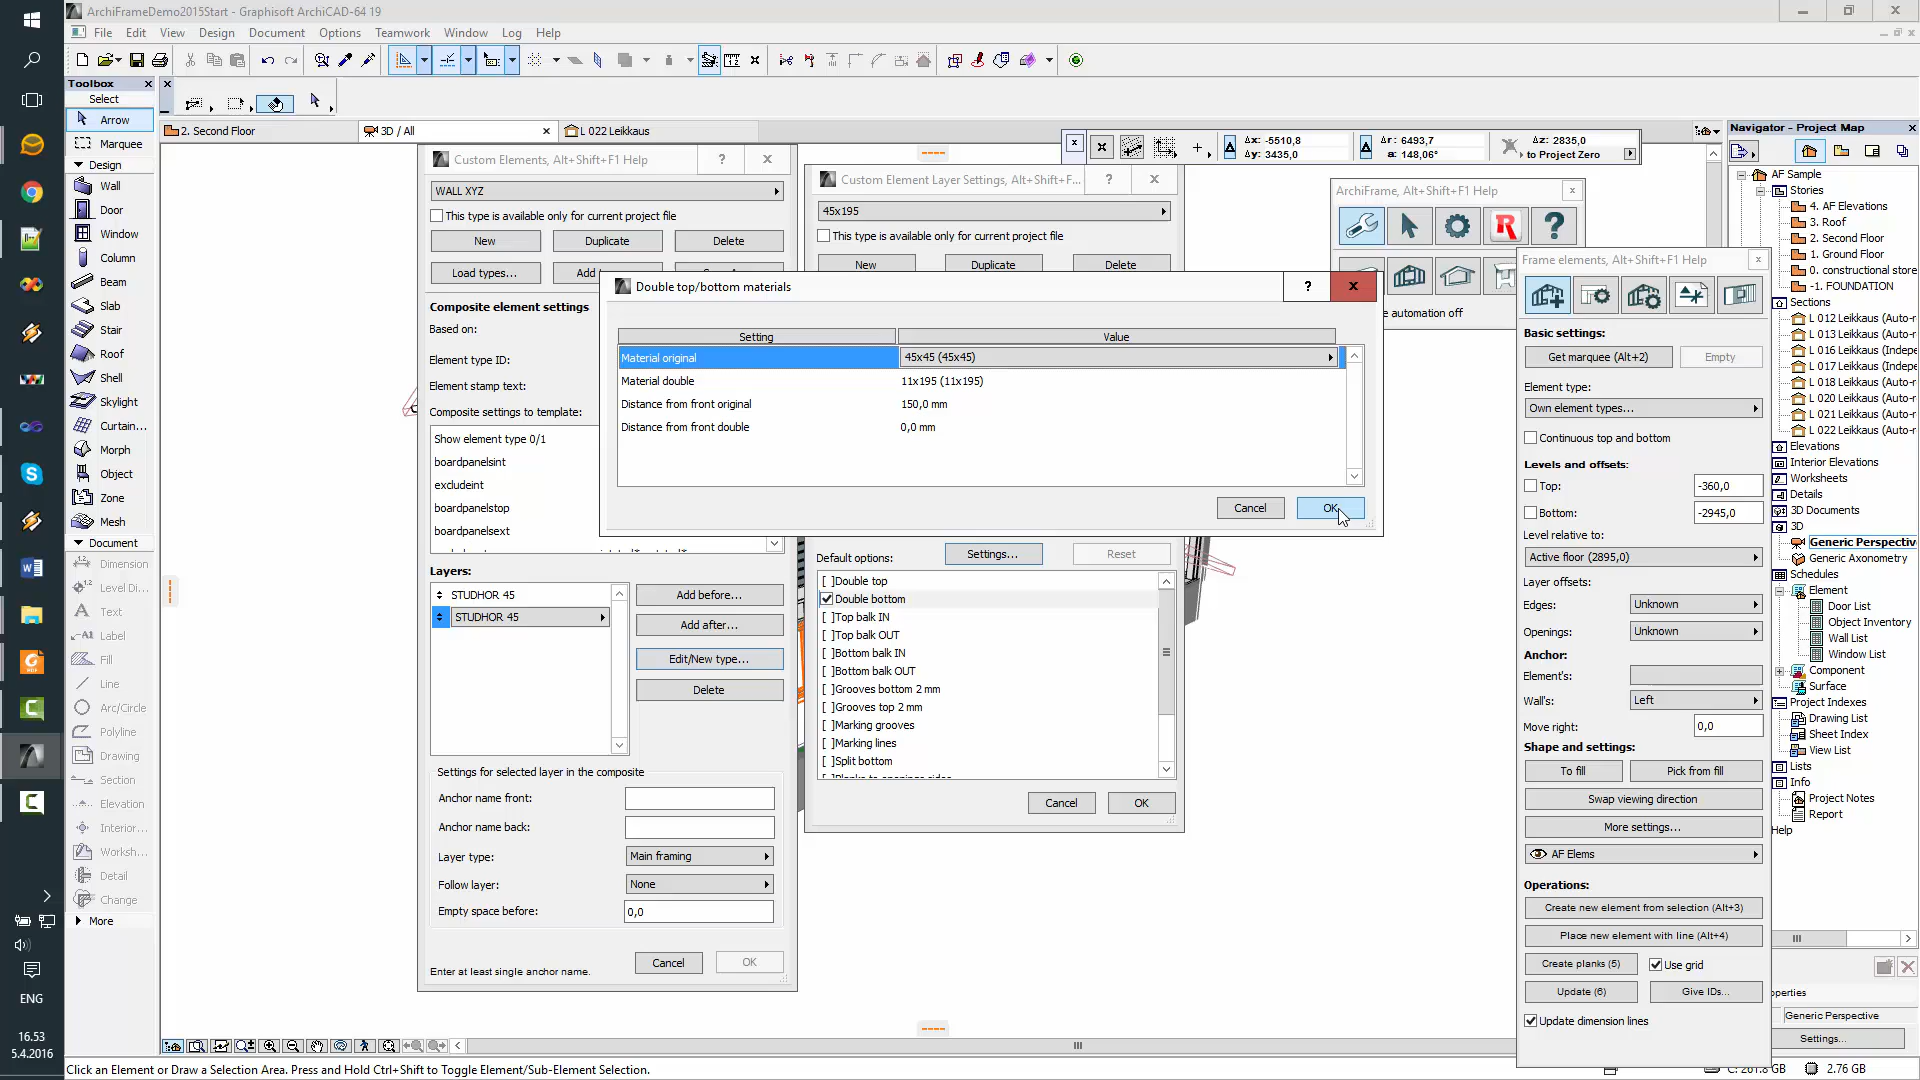 ArchiFrameDemo2015Start - Graphisoft ArchiCAD-64 19
File Edit View Design Document Options Teamwork Window Log Help
Toolbox
Select
Arrow
Marquee
Design
Wall
Door
Window
Column
Beam
Slab
Stair
Roof
Shell
Skylight
Curtain...
Morph
Object
Zone
Mesh
Document
Dimension
Level Di...
Text
Label
Fill
Line
Arc/Circle
Polyline
Drawing
Section
Elevation
Interior...
Worksh...
Detail
Change
More
ENG
16.53
5.4.2016
2. Second Floor
3D / All
L 022 Leikkaus
Δx: -5510,8
Δy: 3435,0
Δr: 6493,7
a: 148,06°
Δz: 2835,0
to Project Zero
Custom Elements, Alt+Shift+F1 Help
WALL XYZ
This type is available only for current project file
New
Duplicate
Delete
Load types...
Composite element settings
Based on:
Element type ID:
Element stamp text:
Composite settings to template:
Show element type 0/1
boardpanelsint
excludeint
boardpanelstop
boardpanelsext
Layers:
STUDHOR 45
STUDHOR 45
Add before...
Add after...
Edit/New type...
Delete
Settings for selected layer in the composite
Anchor name front:
Anchor name back:
Layer type: Main framing
Follow layer: None
Empty space before: 0,0
Enter at least single anchor name.
Cancel
OK
Custom Element Layer Settings, Alt+Shift+F...
45x195
This type is available only for current project file
New
Duplicate
Delete
Double top/bottom materials
Setting Value
Material original 45x45 (45x45)
Material double 11x195 (11x195)
Distance from front original 150,0 mm
Distance from front double 0,0 mm
Cancel
OK
Default options:
Settings...
Reset
[ ]Double top
Double bottom
[ ]Top balk IN
[ ]Top balk OUT
[ ]Bottom balk IN
[ ]Bottom balk OUT
[ ]Grooves bottom 2 mm
[ ]Grooves top 2 mm
[ ]Marking grooves
[ ]Marking lines
[ ]Split bottom
Cancel
OK
ArchiFrame, Alt+Shift+F1 Help
e automation off
Frame elements, Alt+Shift+F1 Help
Basic settings:
Get marquee (Alt+2)
Empty
Element type:
Own element types...
Continuous top and bottom
Levels and offsets:
Top: -360,0
Bottom: -2945,0
Level relative to:
Active floor (2895,0)
Layer offsets:
Edges: Unknown
Openings: Unknown
Anchor:
Element's:
Wall's: Left
Move right: 0,0
Shape and settings:
To fill
Pick from fill
Swap viewing direction
More settings...
AF Elems
Operations:
Create new element from selection (Alt+3)
Place new element with line (Alt+4)
Create planks (5)
Use grid
Update (6)
Give IDs...
Update dimension lines
Navigator - Project Map
AF Sample
Stories
4. AF Elevations
3. Roof
2. Second Floor
1. Ground Floor
0. constructional store
-1. FOUNDATION
Sections
L 012 Leikkaus (Auto-r
L 013 Leikkaus (Auto-r
L 016 Leikkaus (Indepe
L 017 Leikkaus (Indepe
L 018 Leikkaus (Auto-r
L 020 Leikkaus (Auto-r
L 021 Leikkaus (Auto-r
L 022 Leikkaus (Auto-r
Elevations
Interior Elevations
Worksheets
Details
3D Documents
3D
Generic Perspectiv
Generic Axonometry
Schedules
Element
Door List
Object Inventory
Wall List
Window List
Component
Surface
Project Indexes
Drawing List
Sheet Index
View List
Lists
Info
Project Notes
Report
Help
operties
Generic Perspective
Settings...
Click an Element or Draw a Selection Area. Press and Hold Ctrl+Shift to Toggle Element/Sub-Element Selection.
C: 261.8 GB
2.76 GB